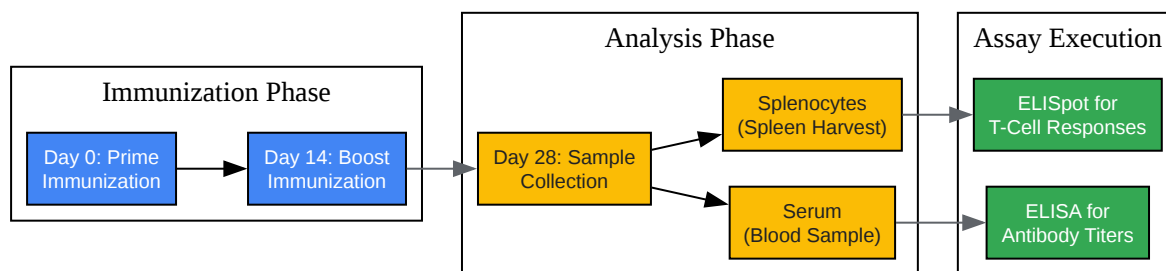 Immunization Phase
Day 0: Prime
Immunization
Day 14: Boost
Immunization
Analysis Phase
Day 28: Sample
Collection
Splenocytes
(Spleen Harvest)
Serum
(Blood Sample)
Assay Execution
ELISpot for
T-Cell Responses
ELISA for
Antibody Titers